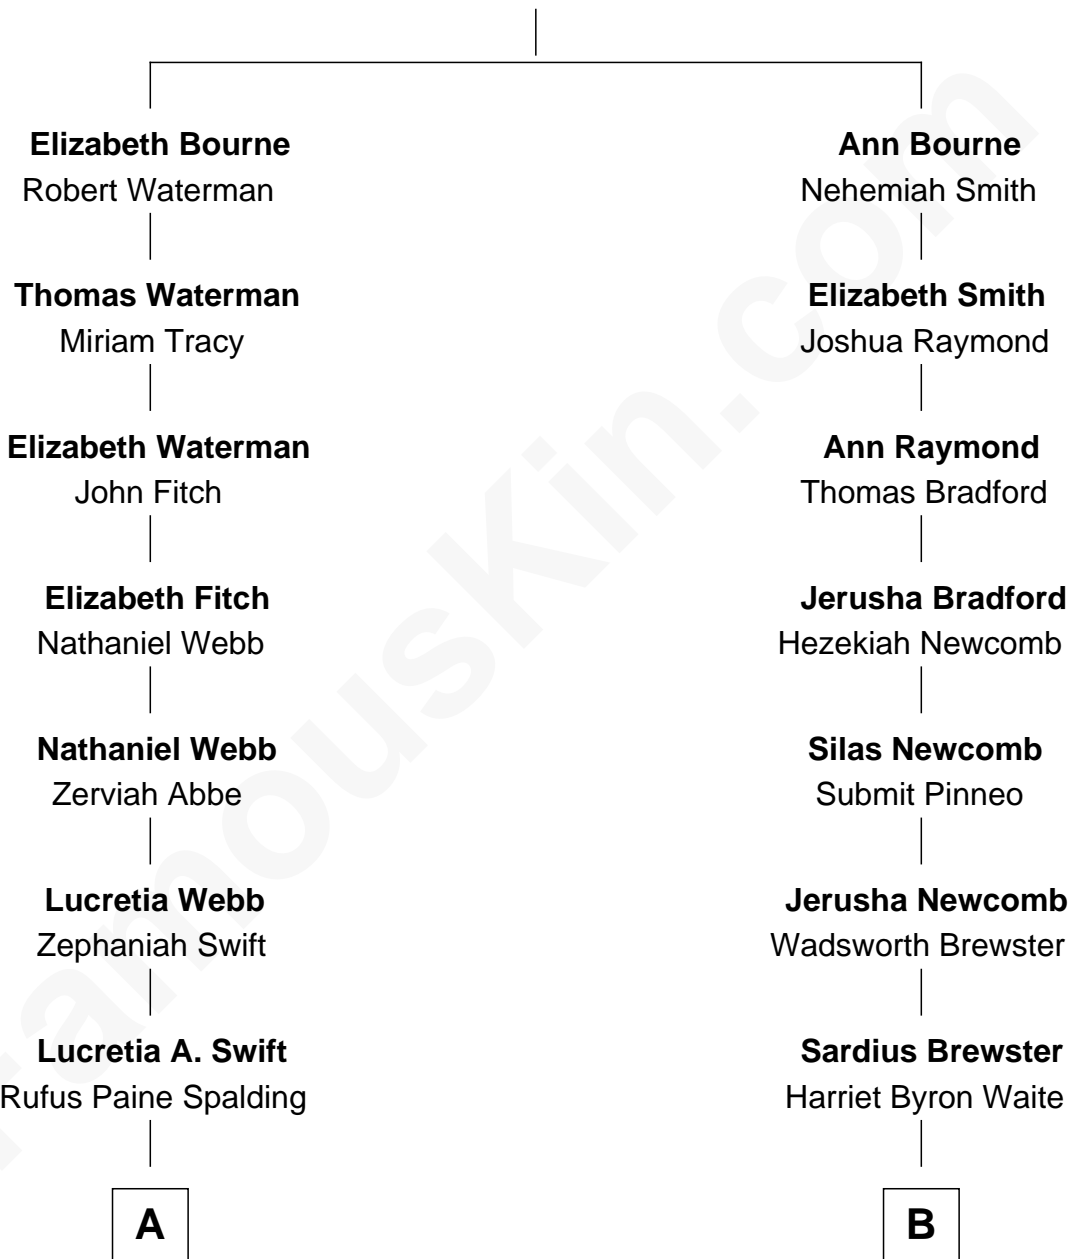 Elizabeth Bourne
Robert Waterman
Ann Bourne
Nehemiah Smith
Thomas Waterman
Miriam Tracy
Elizabeth Smith
Joshua Raymond
Elizabeth Waterman
John Fitch
Ann Raymond
Thomas Bradford
Elizabeth Fitch
Nathaniel Webb
Jerusha Bradford
Hezekiah Newcomb
Nathaniel Webb
Zerviah Abbe
Silas Newcomb
Submit Pinneo
Lucretia Webb
Zephaniah Swift
Jerusha Newcomb
Wadsworth Brewster
Lucretia A. Swift
Rufus Paine Spalding
Sardius Brewster
Harriet Byron Waite
A
B
FamousKin.com